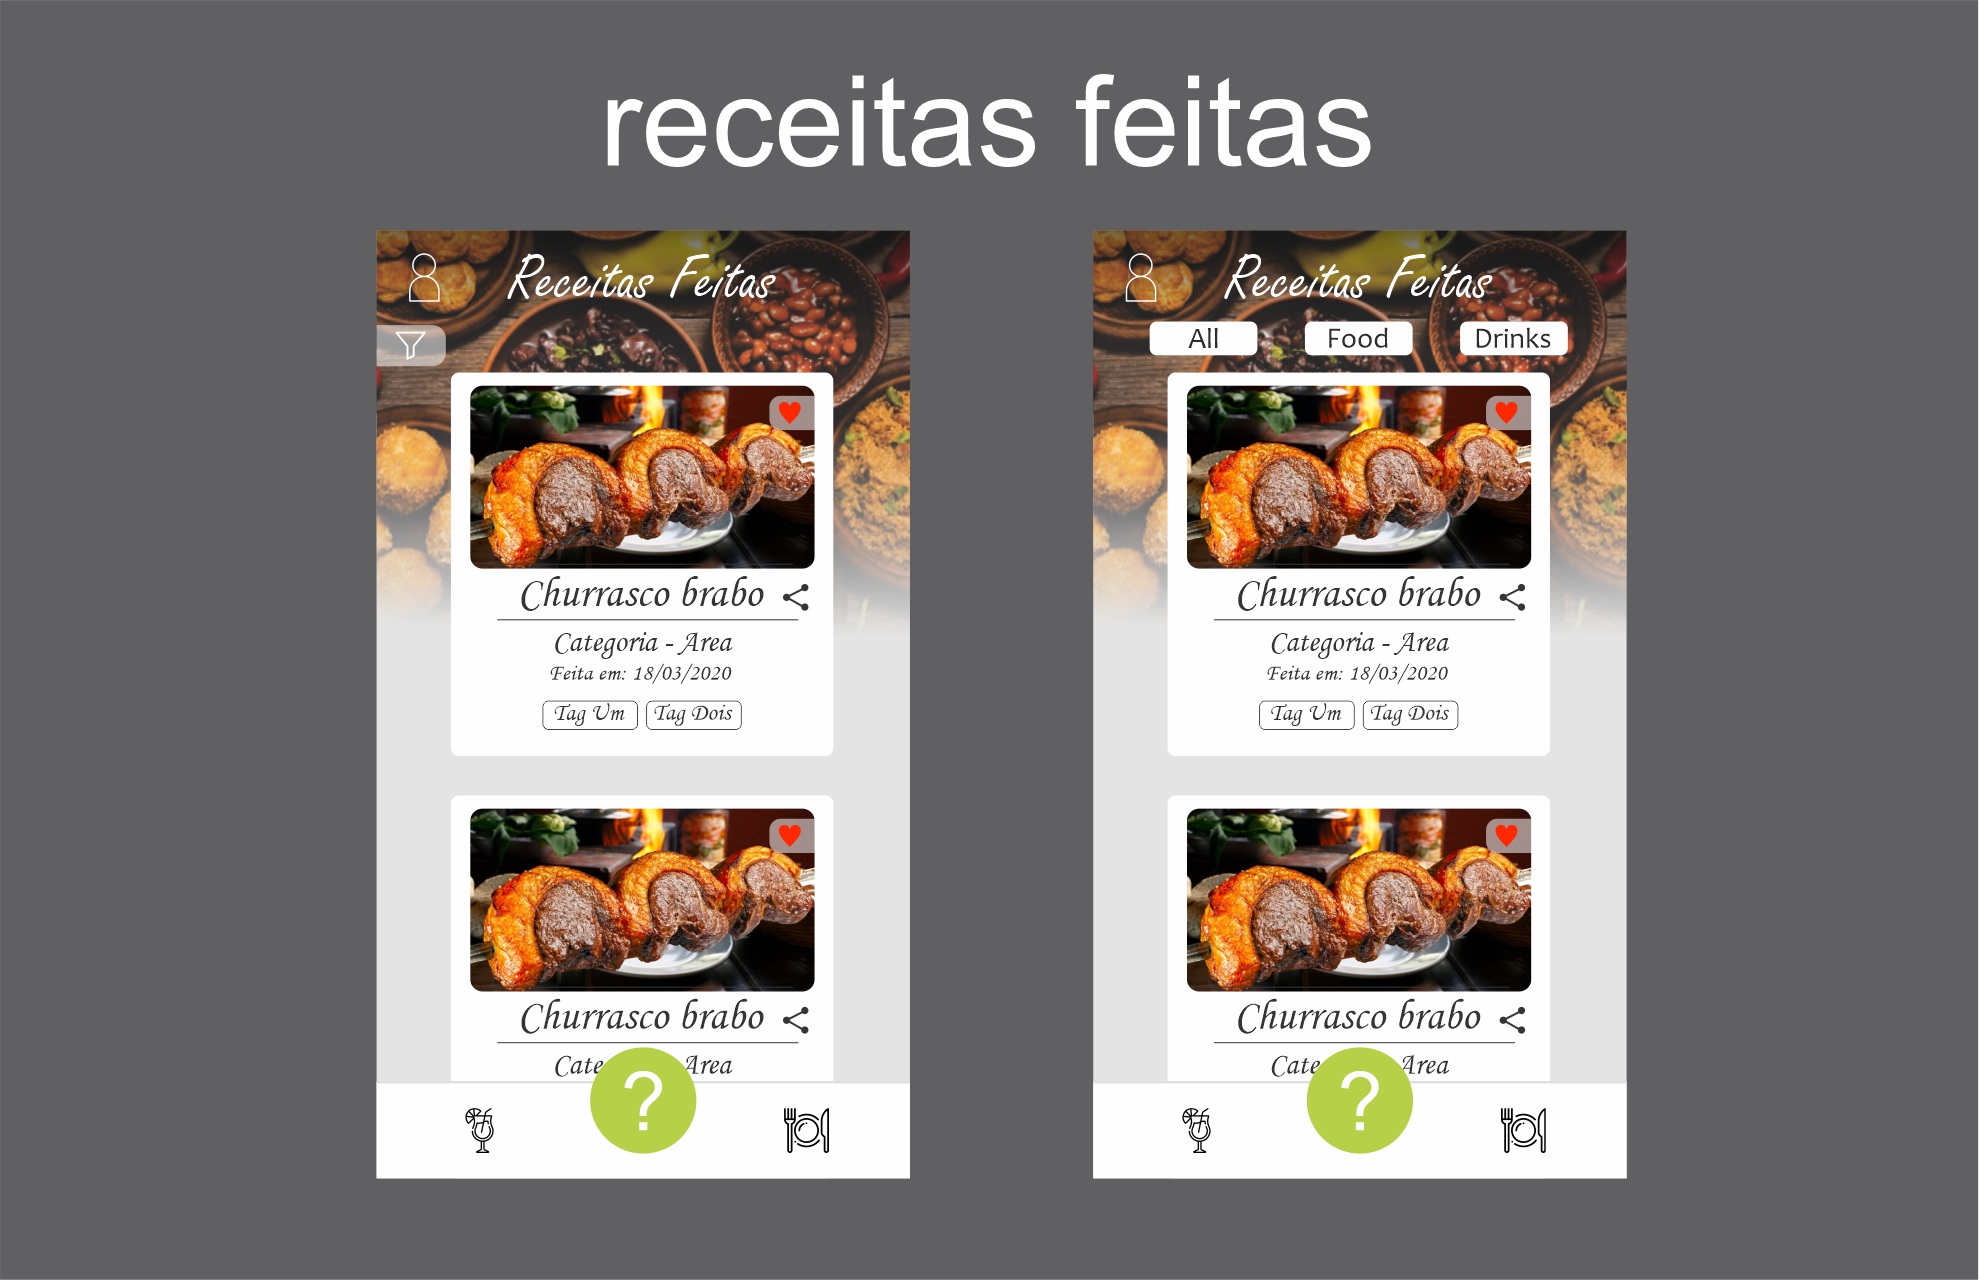 receitas feitas
Receitas Feitas
Churrasco brabo
Categoria - Area
Feita em: 18/03/2020
Tag Um Tag Dois
Churrasco brabo
Cate Area
?
Receitas Feitas
All Food Drinks
Churrasco brabo
Categoria - Area
Feita em: 18/03/2020
Tag Um Tag Dois
Churrasco brabo
Cate Area
?